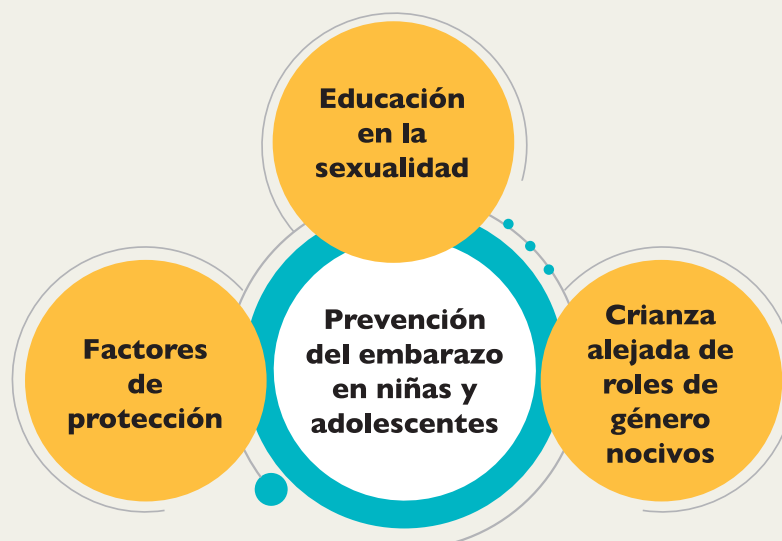 Educación
en la
sexualidad
Factores
de
protección
Prevención
del embarazo
en niñas y
adolescentes
Crianza
alejada de
roles de
género
nocivos